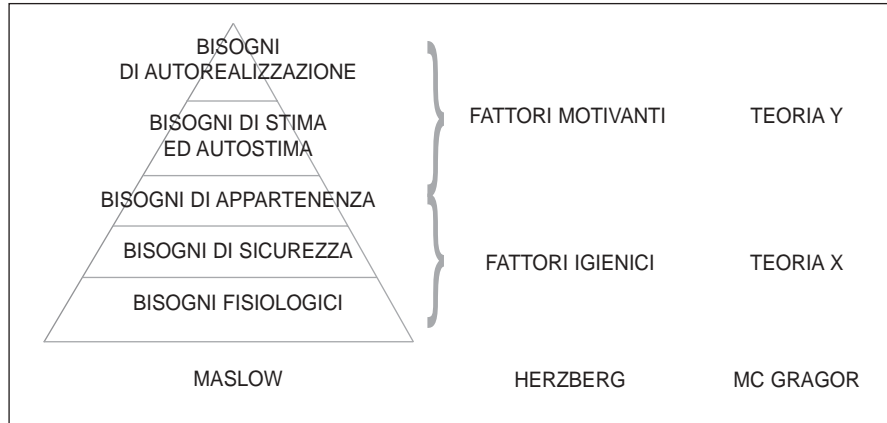 BISOGNI
DI AUTOREALIZZAZIONE
BISOGNI DI STIMA
ED AUTOSTIMA
BISOGNI DI APPARTENENZA
BISOGNI DI SICUREZZA
BISOGNI FISIOLOGICI
MASLOW
FATTORI MOTIVANTI
FATTORI IGIENICI
HERZBERG
TEORIA Y
TEORIA X
MC GRAGOR